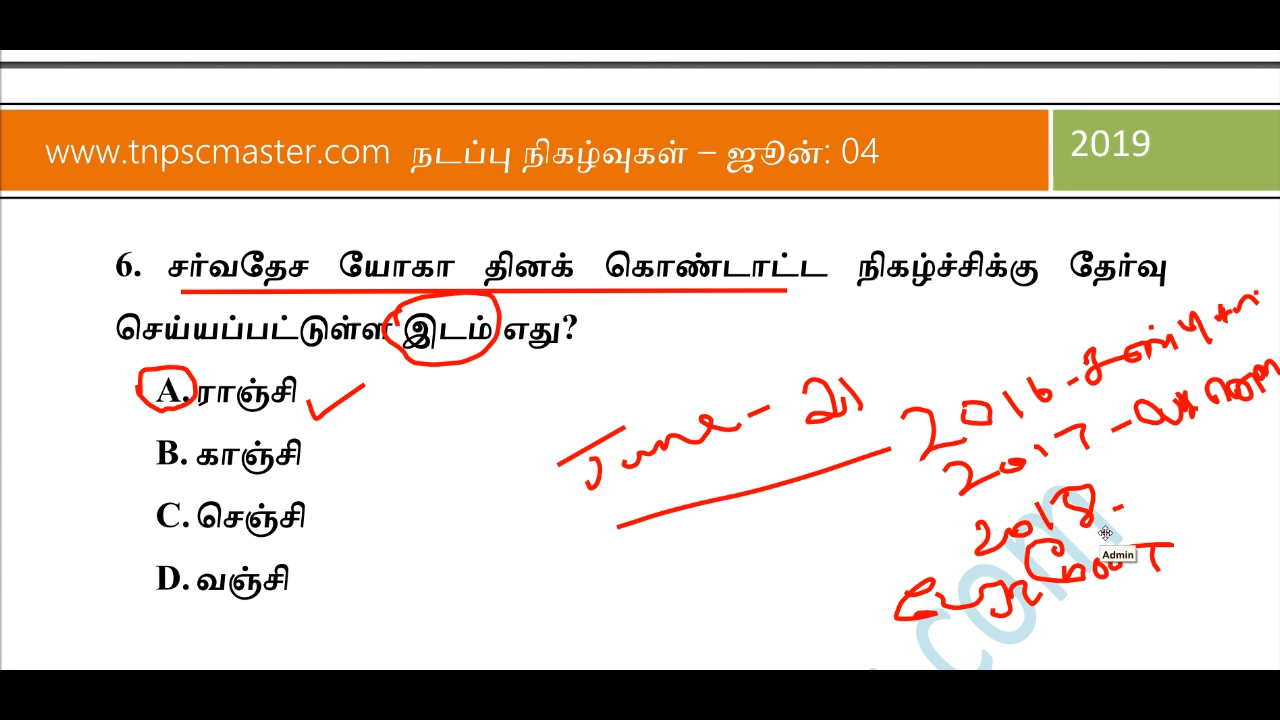 www.tnpscmaster.com நடப்பு நிகழ்வுகள் – ஜூன்: 04
2019
6. சர்வதேச யோகா தினக் கொண்டாட்ட நிகழ்ச்சிக்கு தேர்வு
செய்யப்பட்டுள்ள இடம் எது?
A. ராஞ்சி
B. காஞ்சி
C. செஞ்சி
D. வஞ்சி
June - 21
2016 -
2017 -
2018 -
Admin
com